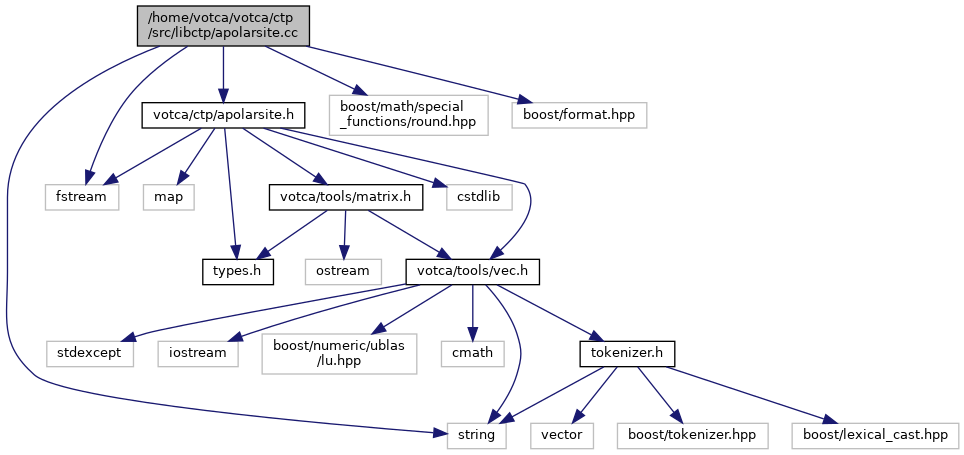 /home/votca/votca/ctp
/src/libctp/apolarsite.cc
votca/ctp/apolarsite.h
boost/math/special
_functions/round.hpp
boost/format.hpp
fstream
map
votca/tools/matrix.h
cstdlib
types.h
ostream
votca/tools/vec.h
stdexcept
iostream
boost/numeric/ublas
/lu.hpp
cmath
tokenizer.h
string
vector
boost/tokenizer.hpp
boost/lexical_cast.hpp